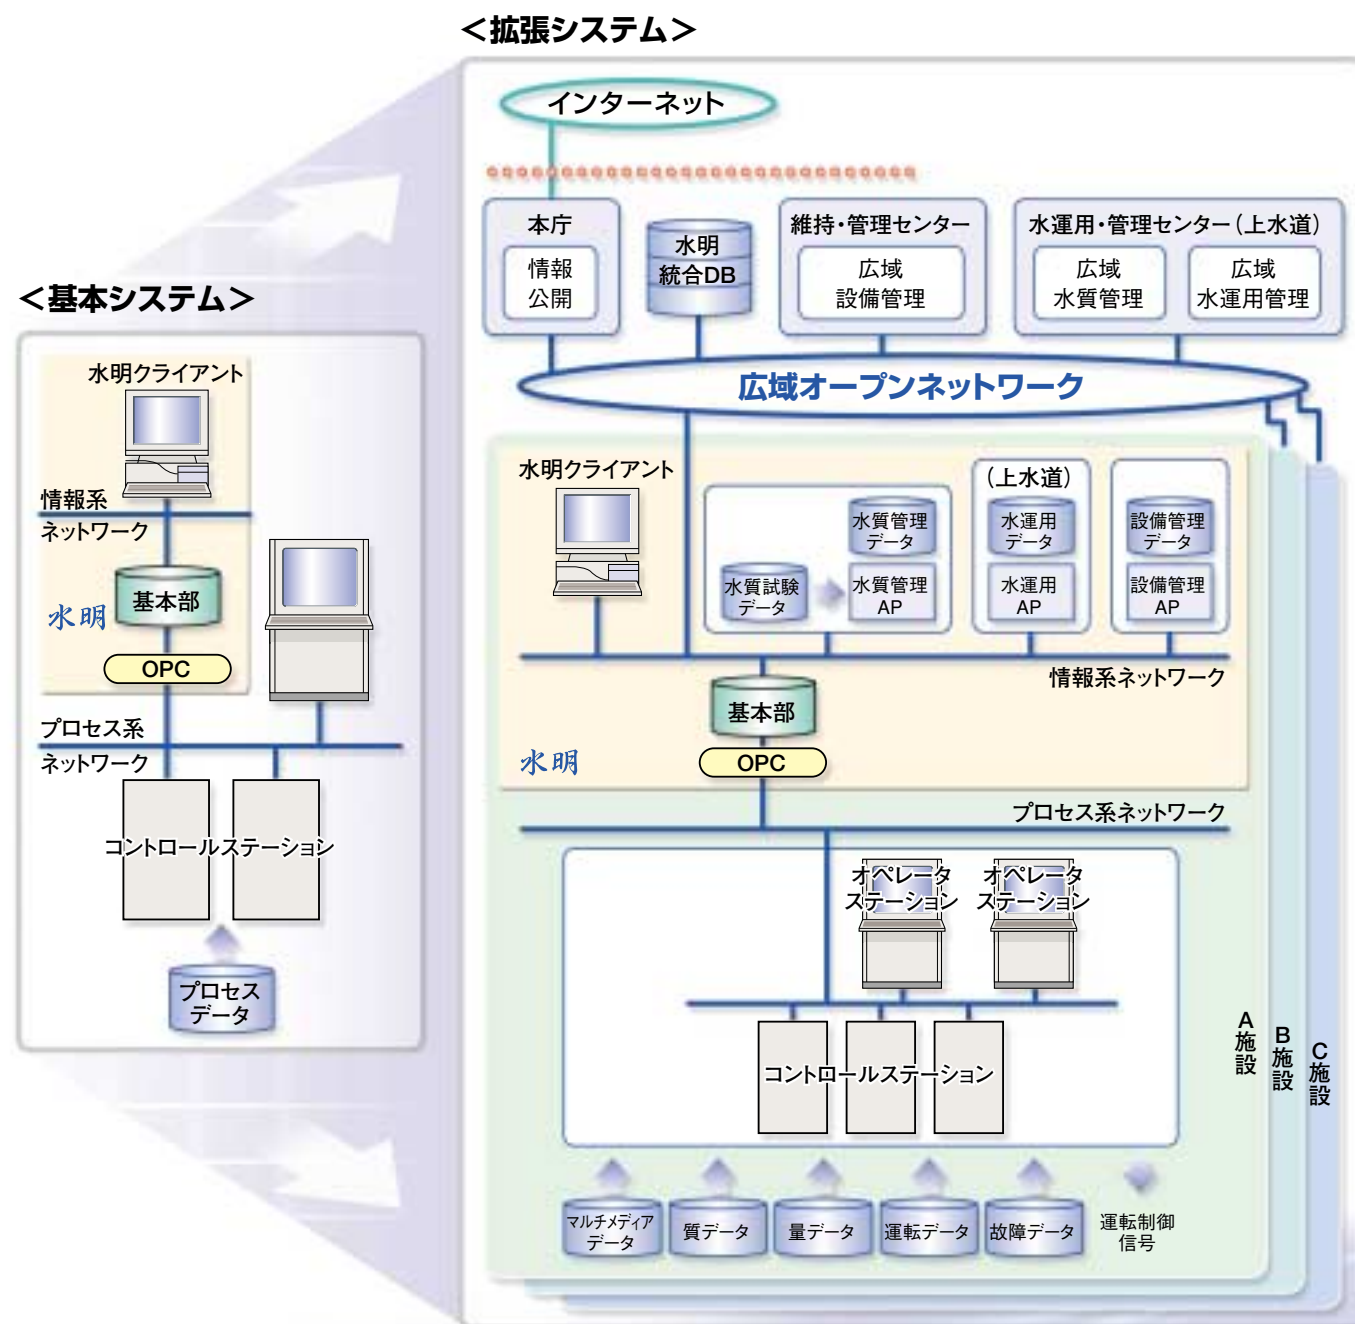 ＜拡張システム＞
インターネット
本庁
情報
公開
水明
統合DB
維持・管理センター
広域
設備管理
水運用・管理センター（上水道）
広域
水質管理
広域
水運用管理
広域オープンネットワーク
＜基本システム＞
水明クライアント
情報系
ネットワーク
基本部
水明
OPC
プロセス系
ネットワーク
コントロールステーション
プロセス
データ
水明クライアント
水質試験
データ
水質管理
データ
水質管理
AP
（上水道）
水運用
データ
水運用
AP
設備管理
データ
設備管理
AP
情報系ネットワーク
基本部
水明
OPC
プロセス系ネットワーク
オペレータ
ステーション
オペレータ
ステーション
コントロールステーション
マルチメディア
データ
質データ
量データ
運転データ
故障データ
運転制御
信号
A施設
B施設
C施設